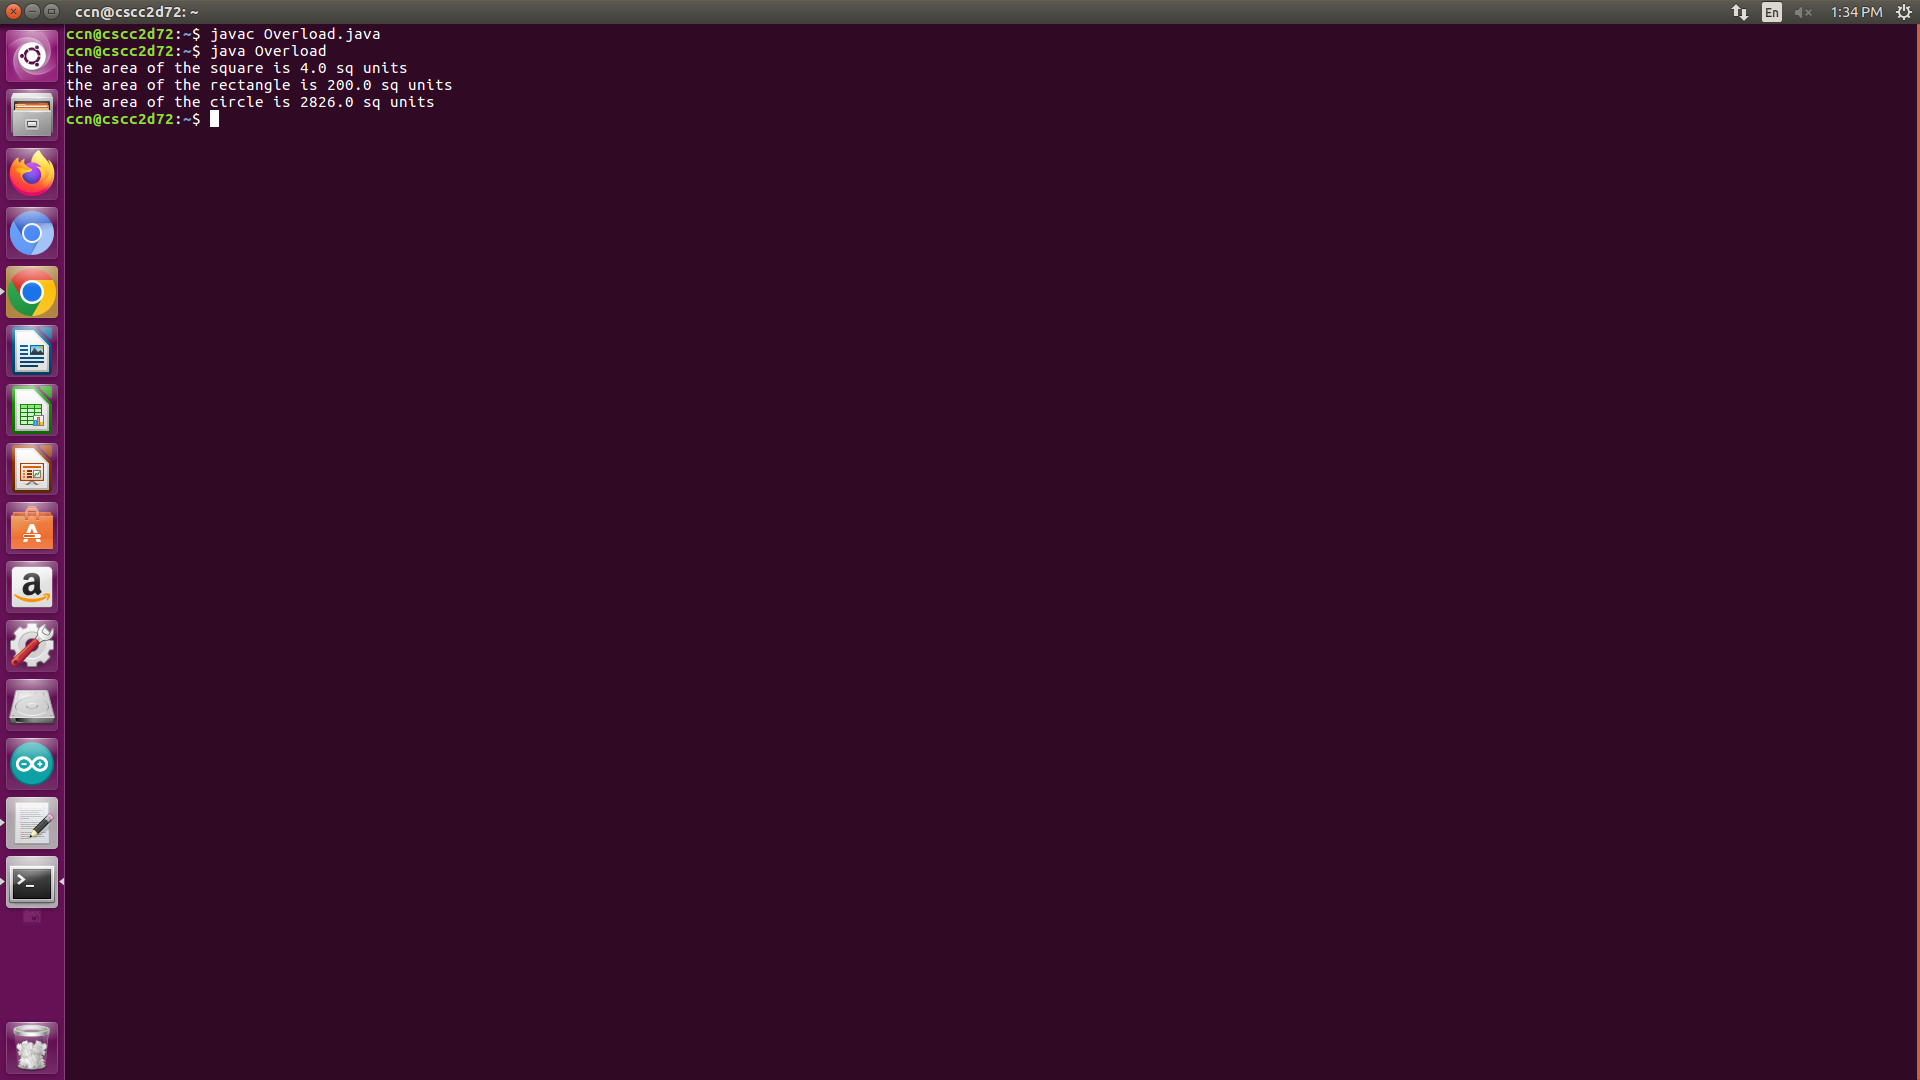 ccn@cscc2d72: ~
En
1:34 PM
ccn@cscc2d72:~$ javac Overload.java
ccn@cscc2d72:~$ java Overload
the area of the square is 4.0 sq units
the area of the rectangle is 200.0 sq units
the area of the circle is 2826.0 sq units
ccn@cscc2d72:~$